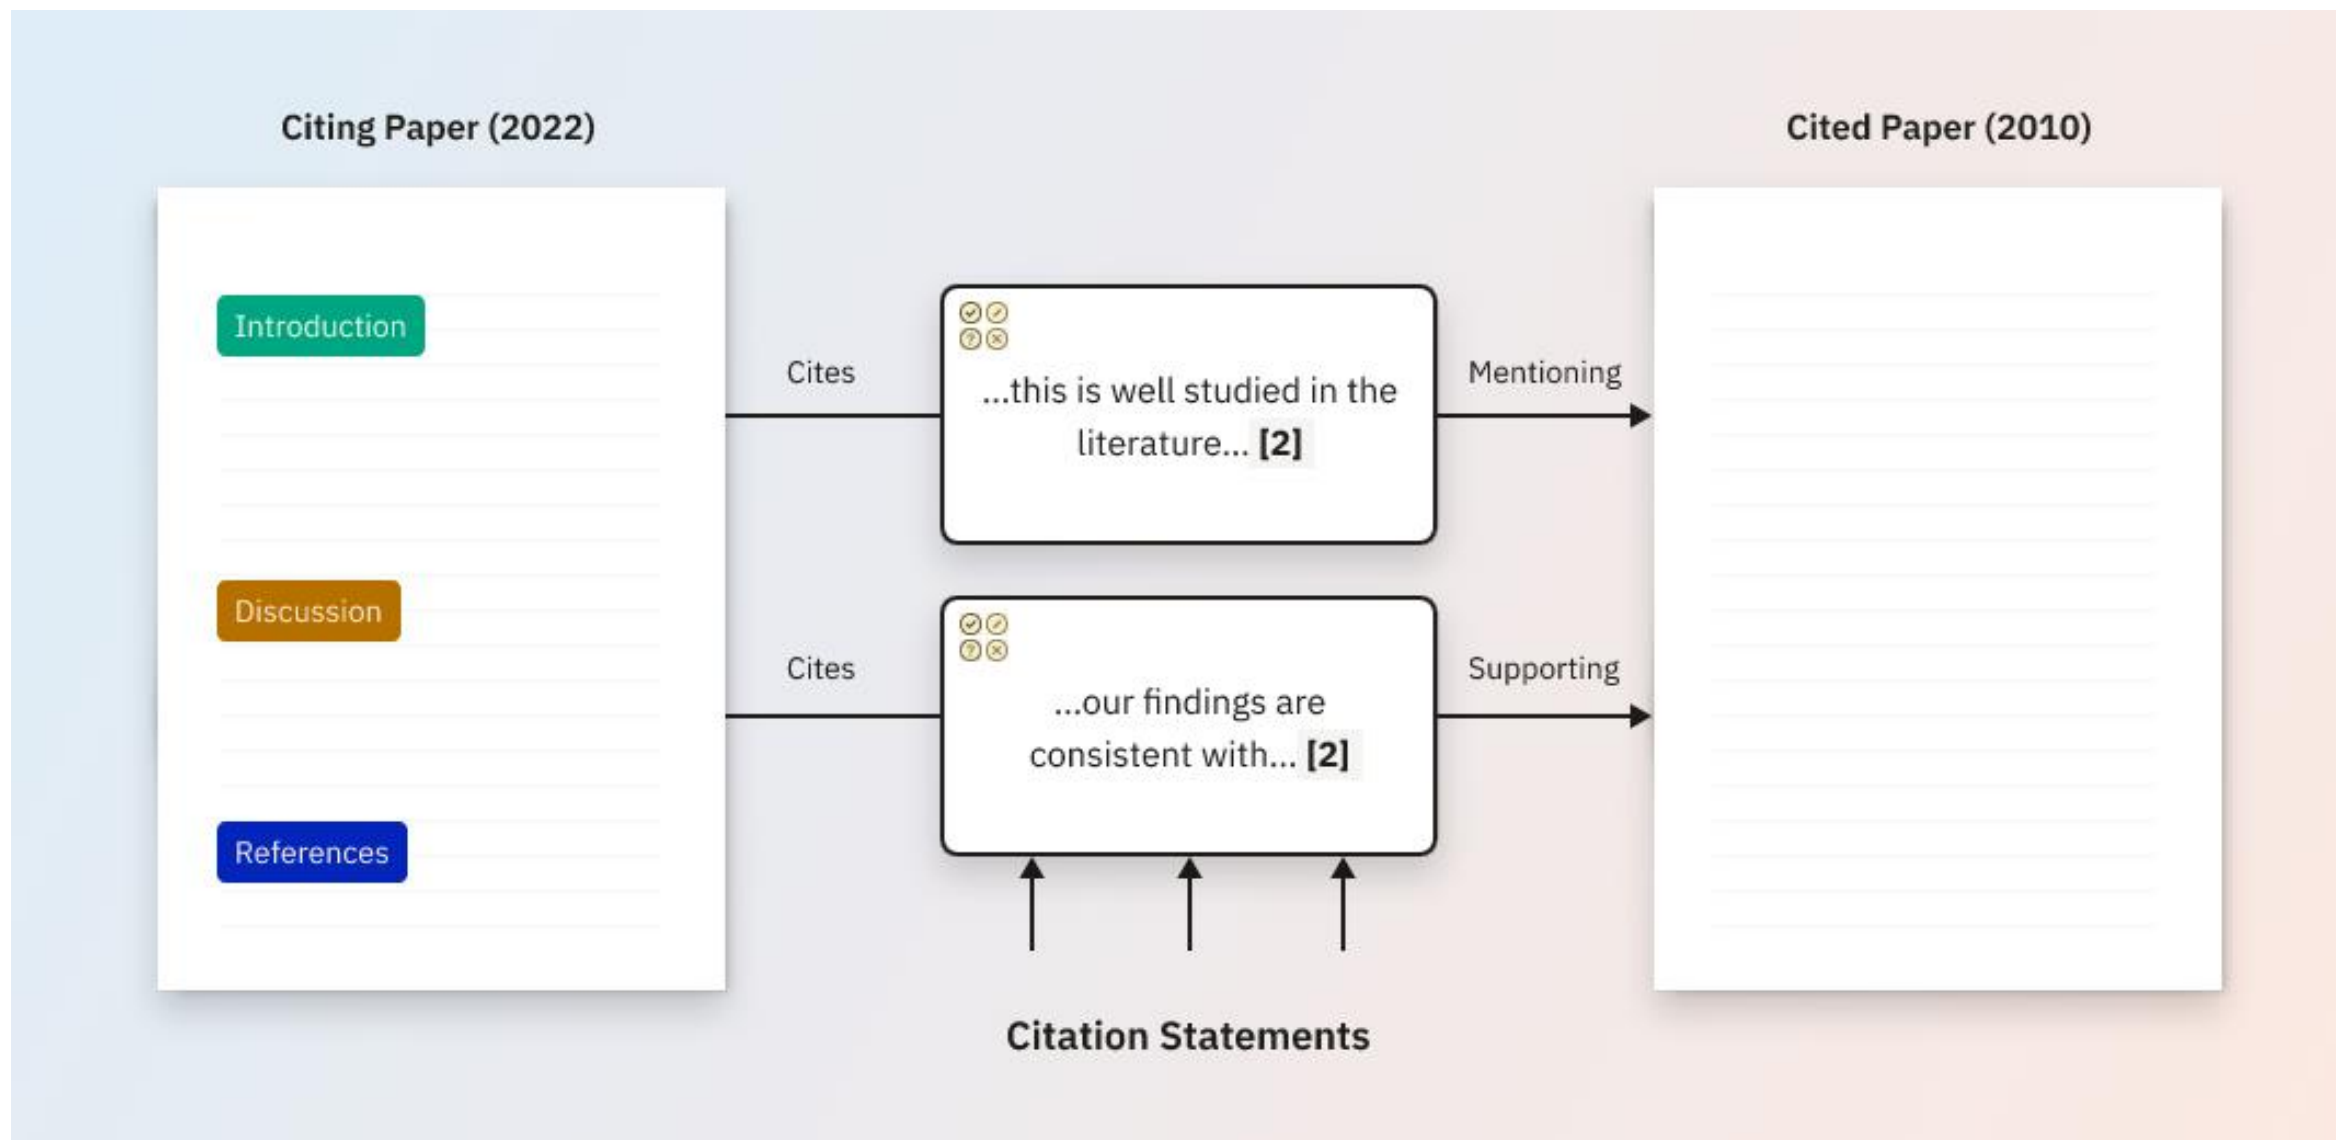 Citing Paper (2022)
Cited Paper (2010)
Introduction
Discussion
References
Cites
...this is well studied in the
literature... [2]
Mentioning
Cites
...our findings are
consistent with... [2]
Supporting
Citation Statements